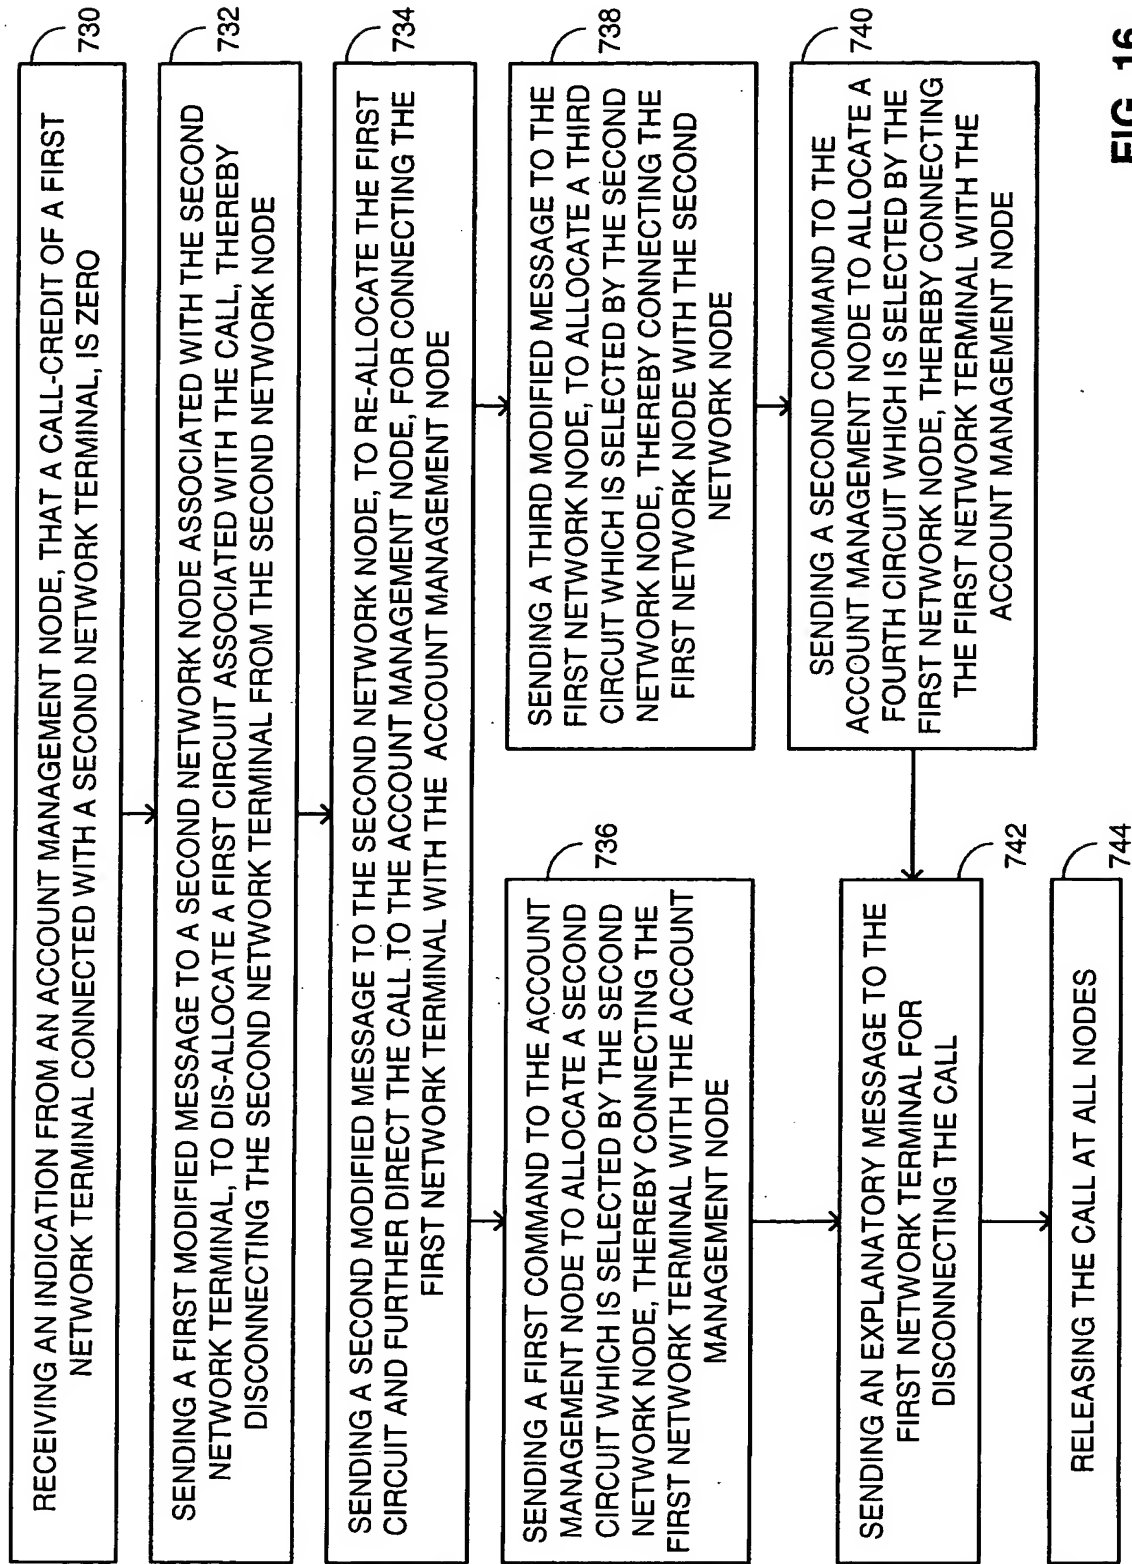 RECEIVING AN INDICATION FROM AN ACCOUNT MANAGEMENT NODE, THAT A CALL-CREDIT OF A FIRST
NETWORK TERMINAL CONNECTED WITH A SECOND NETWORK TERMINAL, IS ZERO
730
SENDING A FIRST MODIFIED MESSAGE TO A SECOND NETWORK NODE ASSOCIATED WITH THE SECOND
NETWORK TERMINAL, TO DIS-ALLOCATE A FIRST CIRCUIT ASSOCIATED WITH THE CALL, THEREBY
DISCONNECTING THE SECOND NETWORK TERMINAL FROM THE SECOND NETWORK NODE
732
SENDING A SECOND MODIFIED MESSAGE TO THE SECOND NETWORK NODE, TO RE-ALLOCATE THE FIRST
CIRCUIT AND FURTHER DIRECT THE CALL TO THE ACCOUNT MANAGEMENT NODE, FOR CONNECTING THE
FIRST NETWORK TERMINAL WITH THE ACCOUNT MANAGEMENT NODE
734
SENDING A FIRST COMMAND TO THE ACCOUNT
MANAGEMENT NODE TO ALLOCATE A SECOND
CIRCUIT WHICH IS SELECTED BY THE SECOND
NETWORK NODE, THEREBY CONNECTING THE
FIRST NETWORK TERMINAL WITH THE ACCOUNT
MANAGEMENT NODE
736
SENDING A THIRD MODIFIED MESSAGE TO THE
FIRST NETWORK NODE, TO ALLOCATE A THIRD
CIRCUIT WHICH IS SELECTED BY THE SECOND
NETWORK NODE, THEREBY CONNECTING THE
FIRST NETWORK NODE WITH THE SECOND
NETWORK NODE
738
SENDING A SECOND COMMAND TO THE
ACCOUNT MANAGEMENT NODE TO ALLOCATE A
FOURTH CIRCUIT WHICH IS SELECTED BY THE
FIRST NETWORK NODE, THEREBY CONNECTING
THE FIRST NETWORK TERMINAL WITH THE
ACCOUNT MANAGEMENT NODE
740
SENDING AN EXPLANATORY MESSAGE TO THE
FIRST NETWORK TERMINAL FOR
DISCONNECTING THE CALL
742
RELEASING THE CALL AT ALL NODES
744
FIG. 16